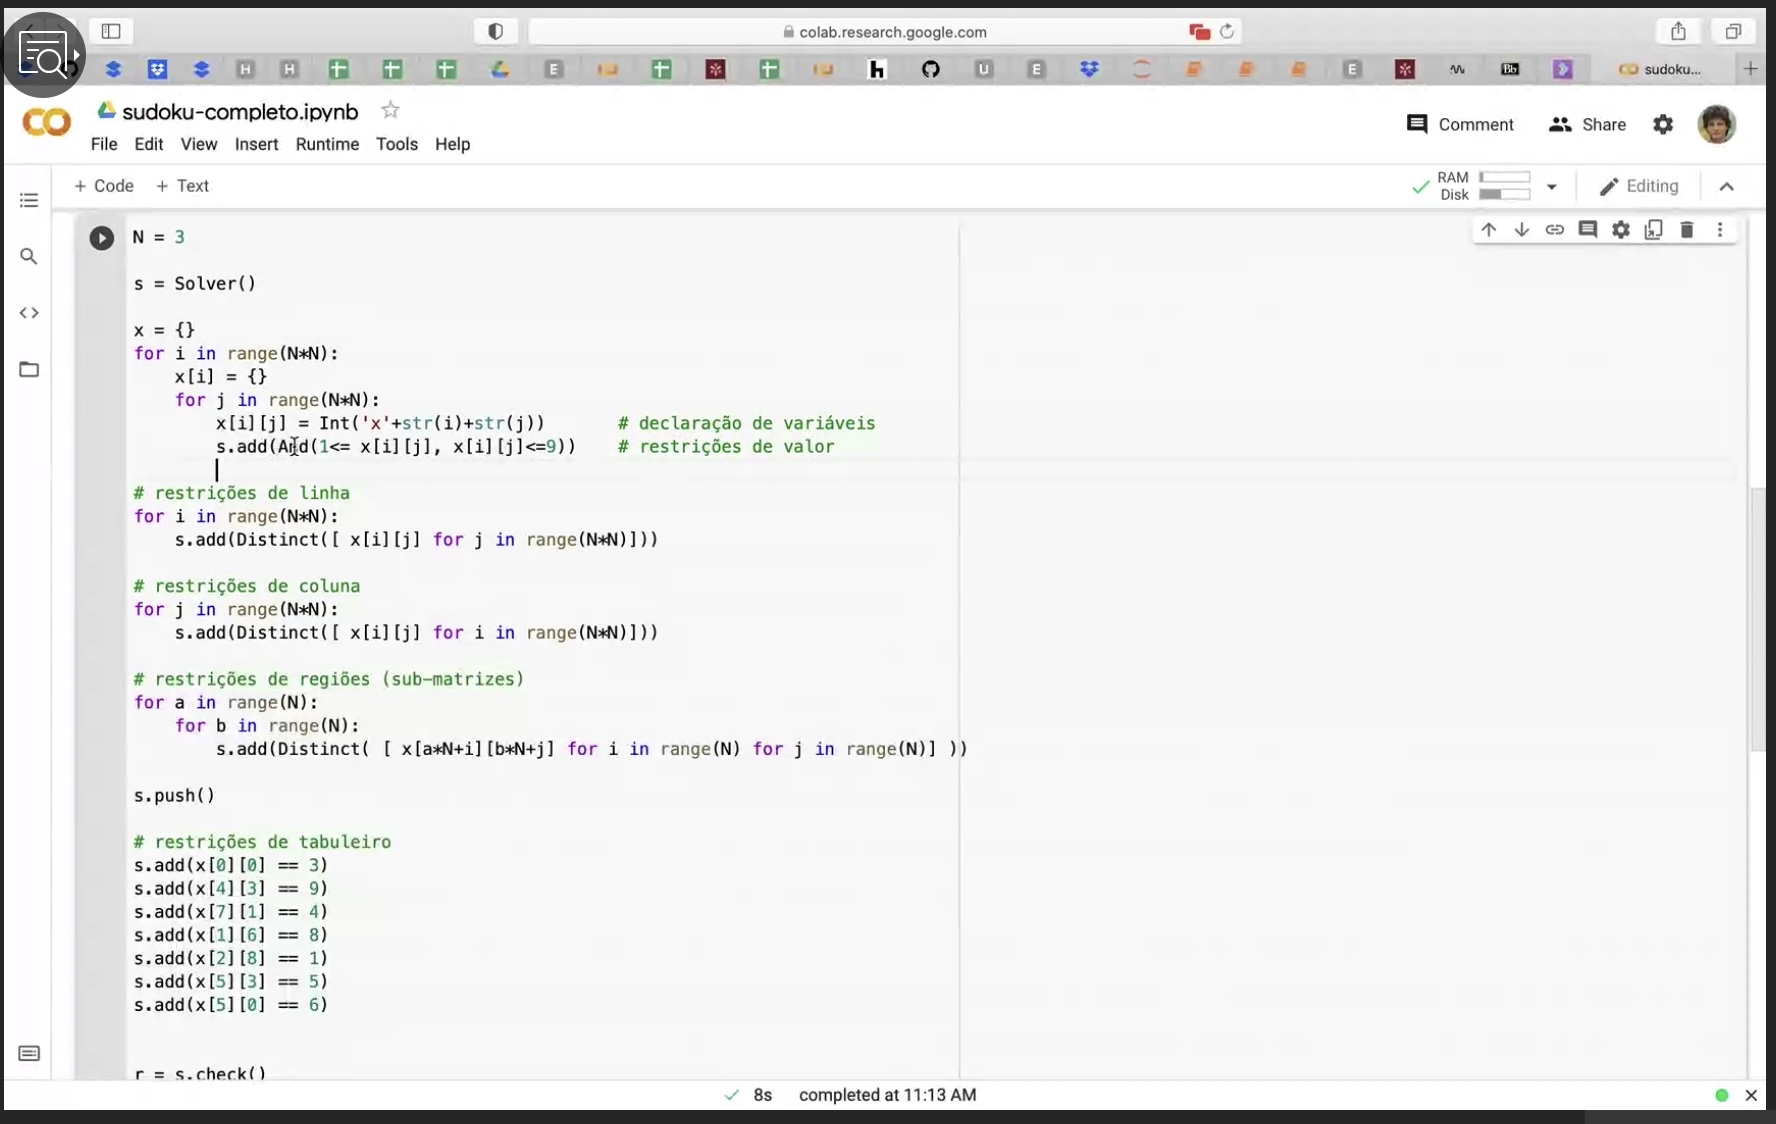 colab.research.google.com
H H E E h U E E Bb sudoku...
sudoku-completo.ipynb
File Edit View Insert Runtime Tools Help
Comment Share
+ Code + Text
RAM
Disk
Editing
N = 3
s = Solver()
x = {}
for i in range(N*N):
    x[i] = {}
    for j in range(N*N):
        x[i][j] = Int('x'+str(i)+str(j))       # declaração de variáveis
        s.add(And(1<= x[i][j], x[i][j]<=9))    # restrições de valor
# restrições de linha
for i in range(N*N):
    s.add(Distinct([ x[i][j] for j in range(N*N)]))
# restrições de coluna
for j in range(N*N):
    s.add(Distinct([ x[i][j] for i in range(N*N)]))
# restrições de regiões (sub-matrizes)
for a in range(N):
    for b in range(N):
        s.add(Distinct( [ x[a*N+i][b*N+j] for i in range(N) for j in range(N)] ))
s.push()
# restrições de tabuleiro
s.add(x[0][0] == 3)
s.add(x[4][3] == 9)
s.add(x[7][1] == 4)
s.add(x[1][6] == 8)
s.add(x[2][8] == 1)
s.add(x[5][3] == 5)
s.add(x[5][0] == 6)
r = s.check()
8s completed at 11:13 AM